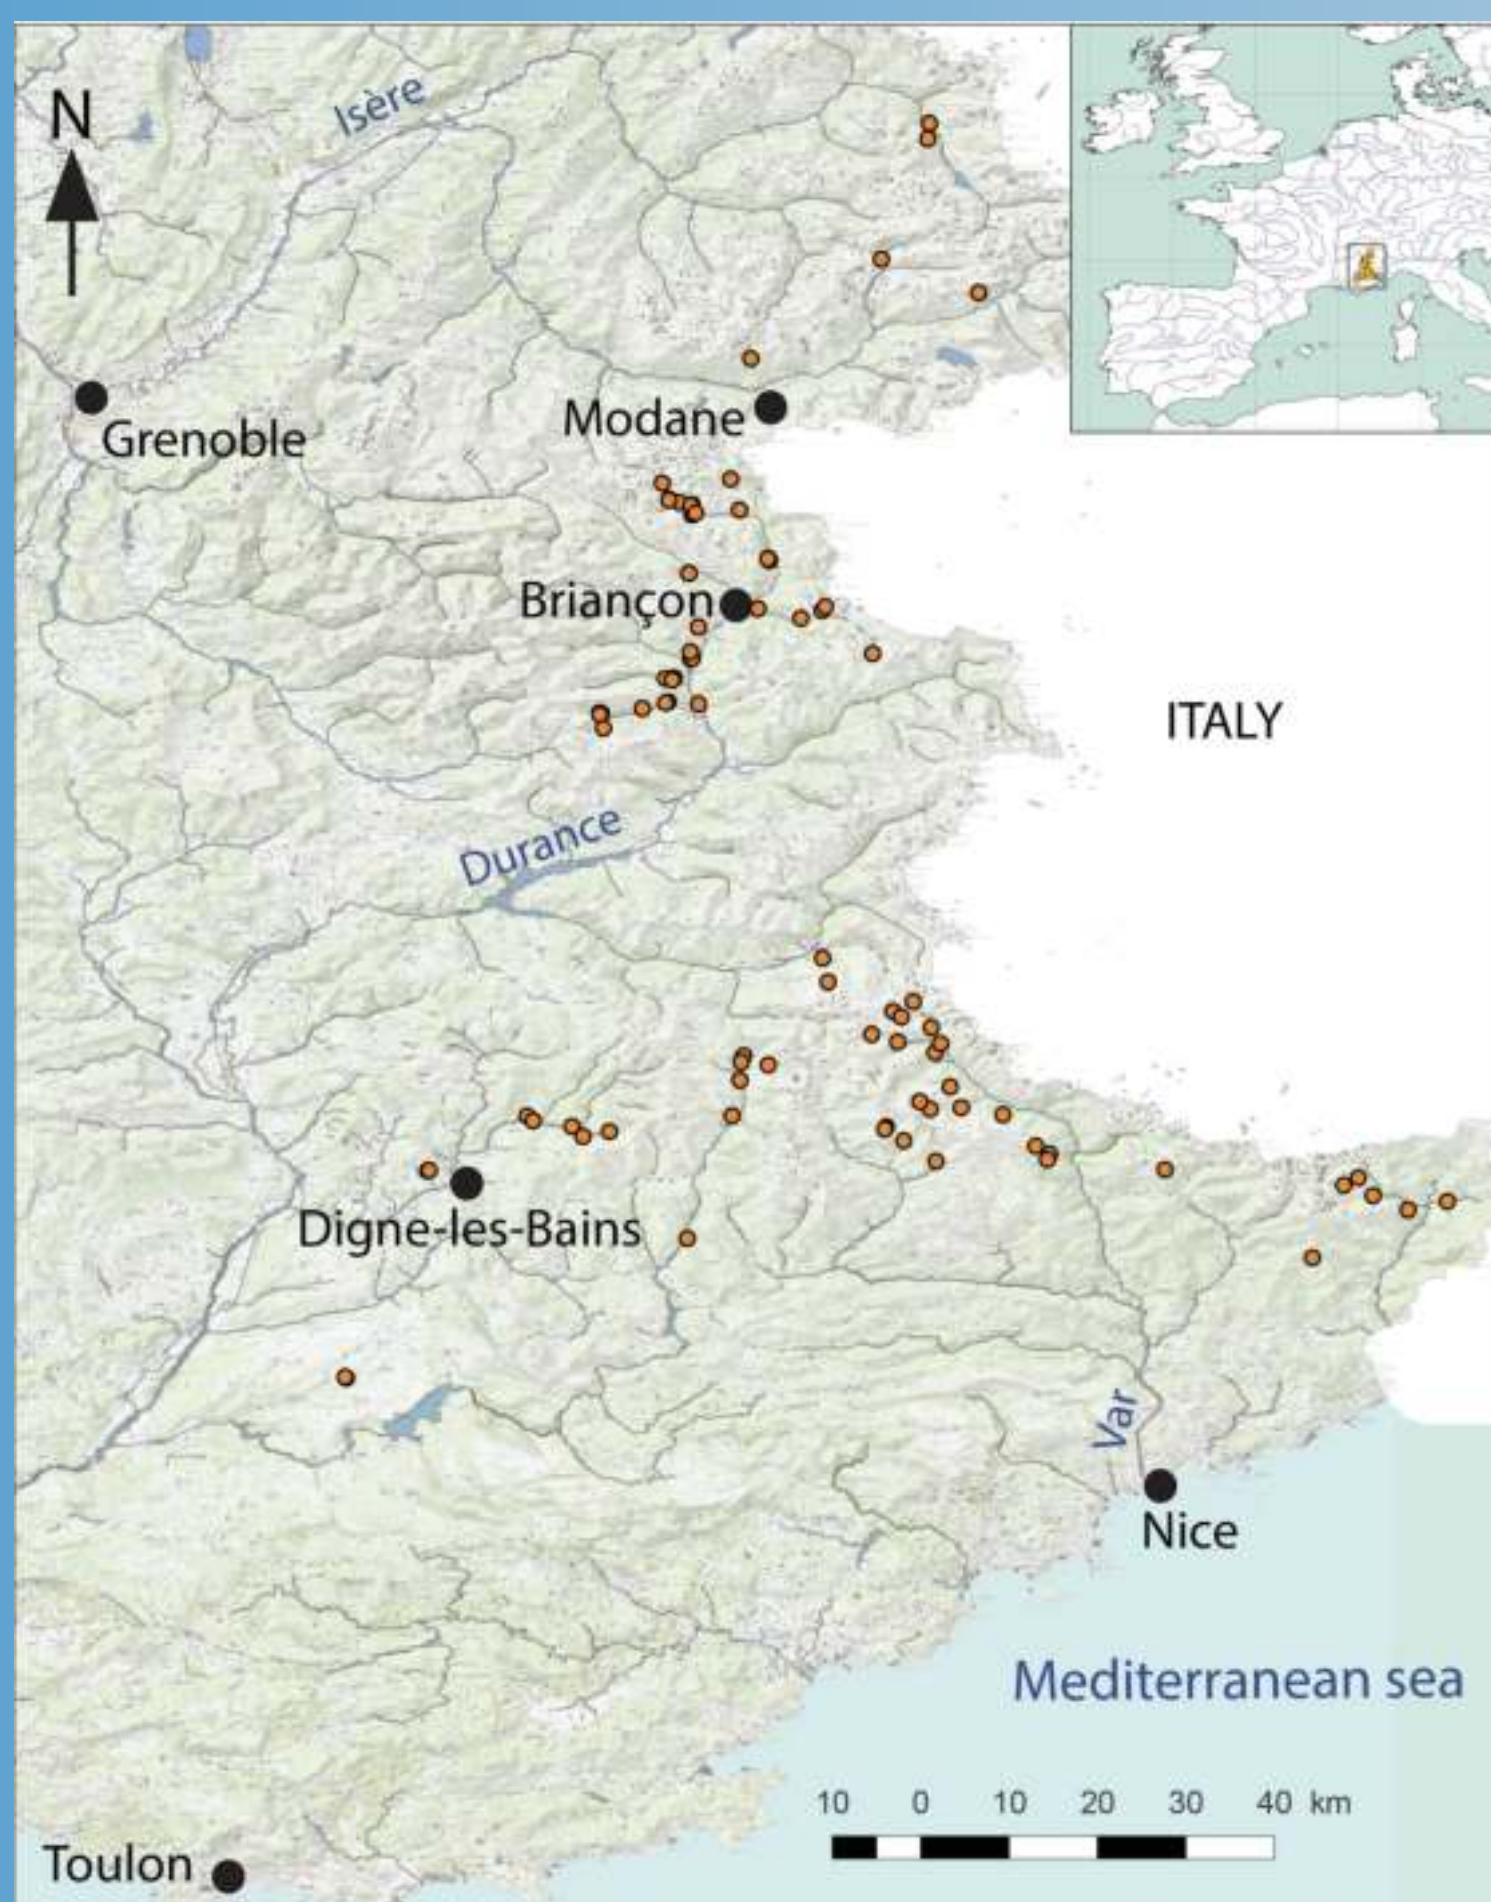 Isère
N
Grenoble
Modane
Briançon
ITALY
Durance
Digne-les-Bains
Var
Nice
Mediterranean sea
10 0 10 20 30 40 km
Toulon